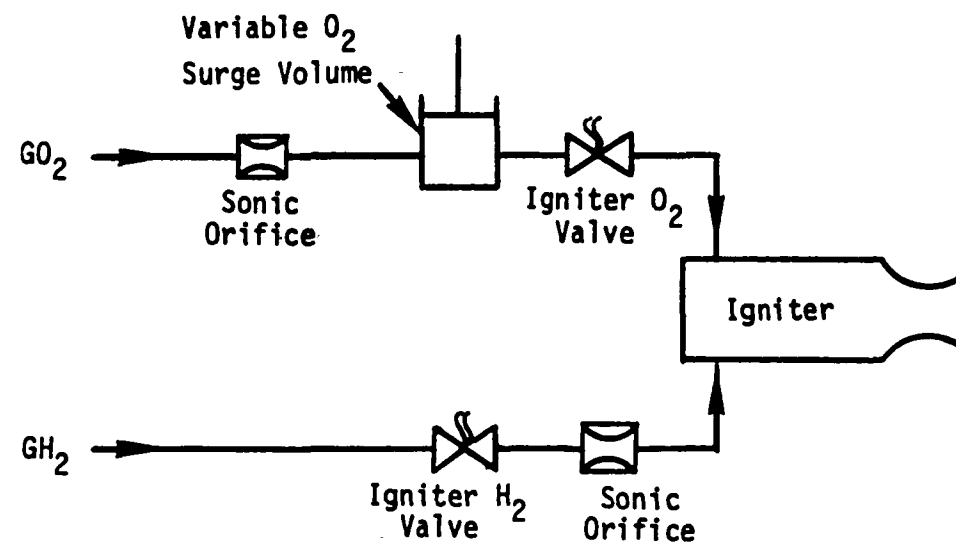 Variable O₂
Surge Volume
GO₂
Sonic
Orifice
Igniter O₂
Valve
Igniter
GH₂
Igniter H₂
Valve
Sonic
Orifice